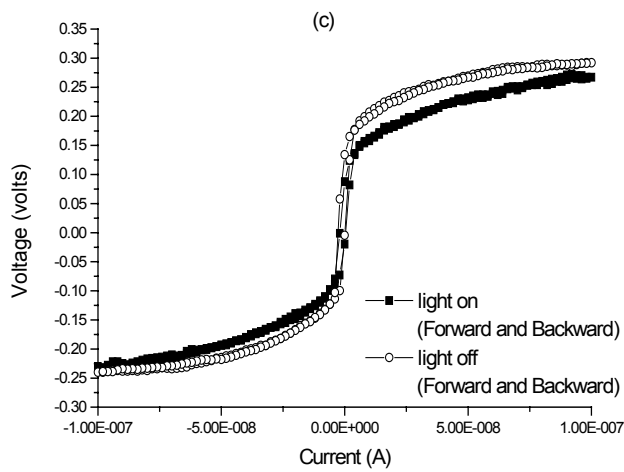 (c)
0.35
0.30
0.25
0.20
0.15
0.10
0.05
0.00
-0.05
-0.10
-0.15
-0.20
-0.25
-0.30
Voltage (volts)
light on
(Forward and Backward)
light off
(Forward and Backward)
-1.00E-007 -5.00E-008 0.00E+000 5.00E-008 1.00E-007
Current (A)